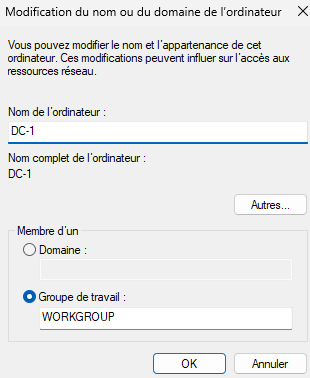 Modification du nom ou du domaine de l'ordinateur
Vous pouvez modifier le nom et l'appartenance de cet
ordinateur. Ces modifications peuvent influer sur l'accès aux
ressources réseau.
Nom de l'ordinateur :
DC-1
Nom complet de l'ordinateur :
DC-1
Autres...
Membre d'un
Domaine :
Groupe de travail :
WORKGROUP
OK Annuler